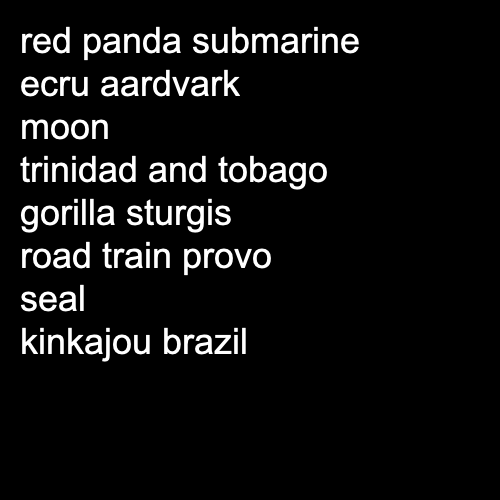 red panda submarine
ecru aardvark
moon
trinidad and tobago
gorilla sturgis
road train provo
seal
kinkajou brazil